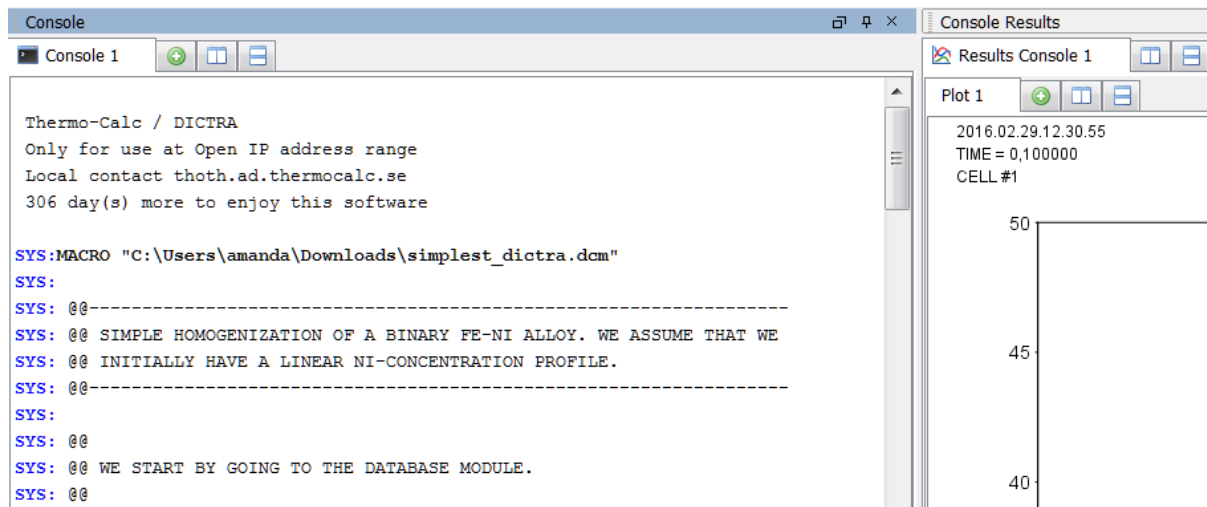 Console
Console 1
Thermo-Calc / DICTRA
Only for use at Open IP address range
Local contact thoth.ad.thermocalc.se
306 day(s) more to enjoy this software
SYS:MACRO "C:\Users\amanda\Downloads\simplest_dictra.dcm"
SYS:
SYS: @@-------------------------------------------------------------------
SYS: @@ SIMPLE HOMOGENIZATION OF A BINARY FE-NI ALLOY. WE ASSUME THAT WE
SYS: @@ INITIALLY HAVE A LINEAR NI-CONCENTRATION PROFILE.
SYS: @@-------------------------------------------------------------------
SYS:
SYS: @@
SYS: @@ WE START BY GOING TO THE DATABASE MODULE.
SYS: @@
Console Results
Results Console 1
Plot 1
2016.02.29.12.30.55
TIME = 0,100000
CELL #1
50
45
40